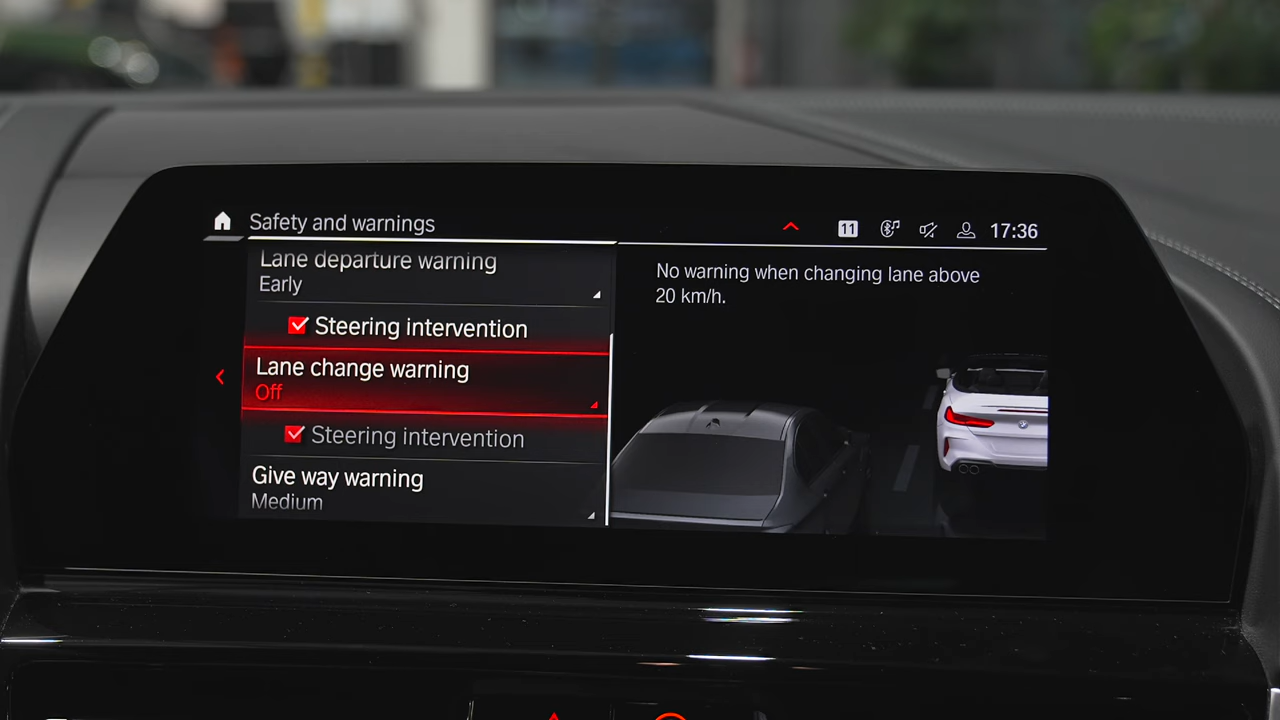 Safety and warnings
11
17:36
Lane departure warning
Early
Steering intervention
Lane change warning
Off
Steering intervention
Give way warning
Medium
No warning when changing lane above
20 km/h.